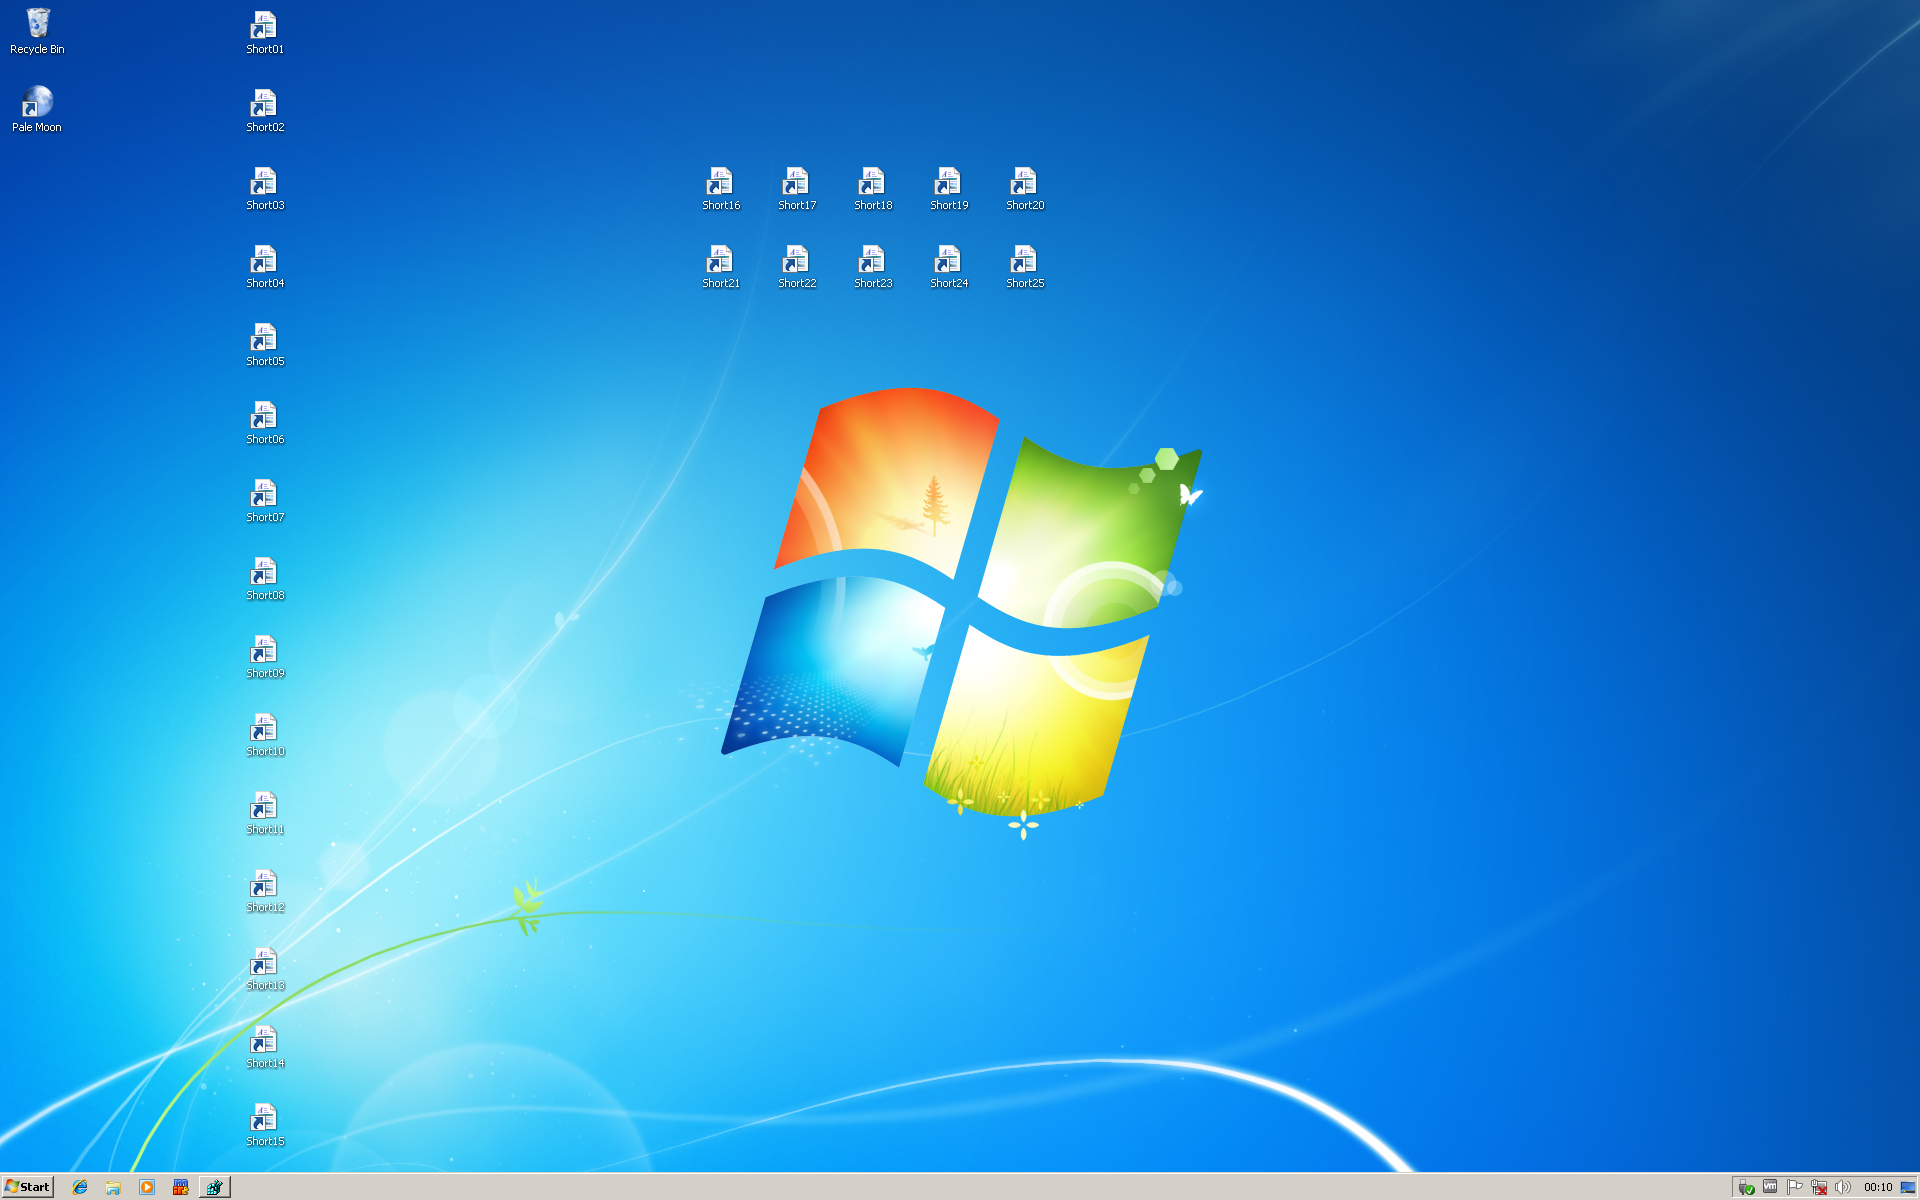 Recycle Bin
Pale Moon
Short01
Short02
Short03
Short04
Short05
Short06
Short07
Short08
Short09
Short10
Short11
Short12
Short13
Short14
Short15
Short16 Short17 Short18 Short19 Short20
Short21 Short22 Short23 Short24 Short25
Start
00:10